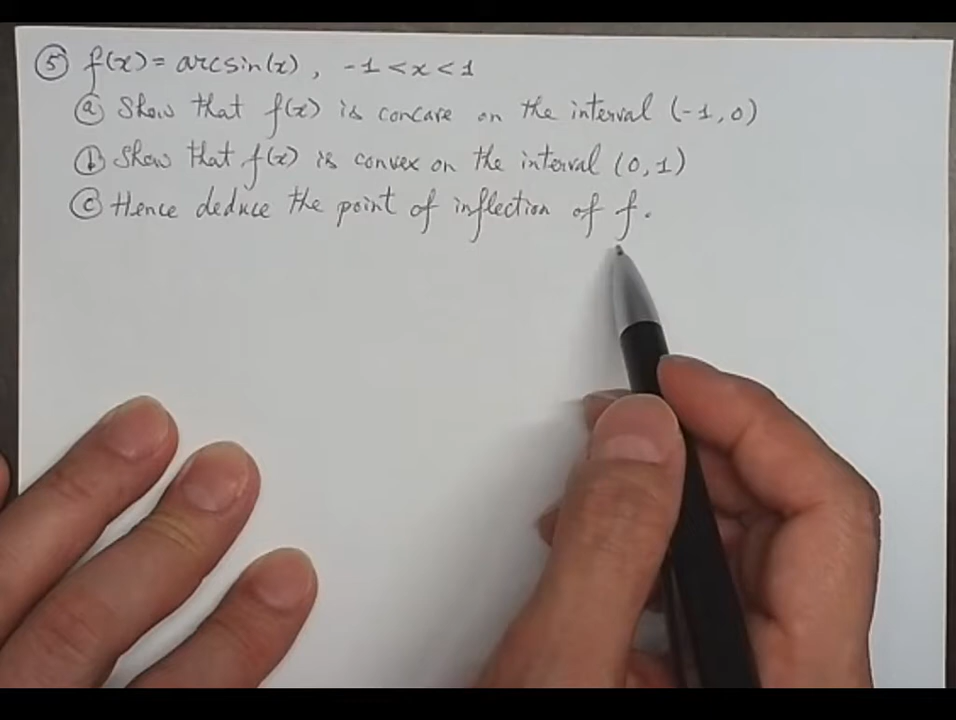 ⑤ f(x) = arcsin(x), -1 < x < 1
ⓐ Show that f(x) is concave on the interval (-1, 0)
ⓑ Show that f(x) is convex on the interval (0, 1)
ⓒ Hence deduce the point of inflection of f.